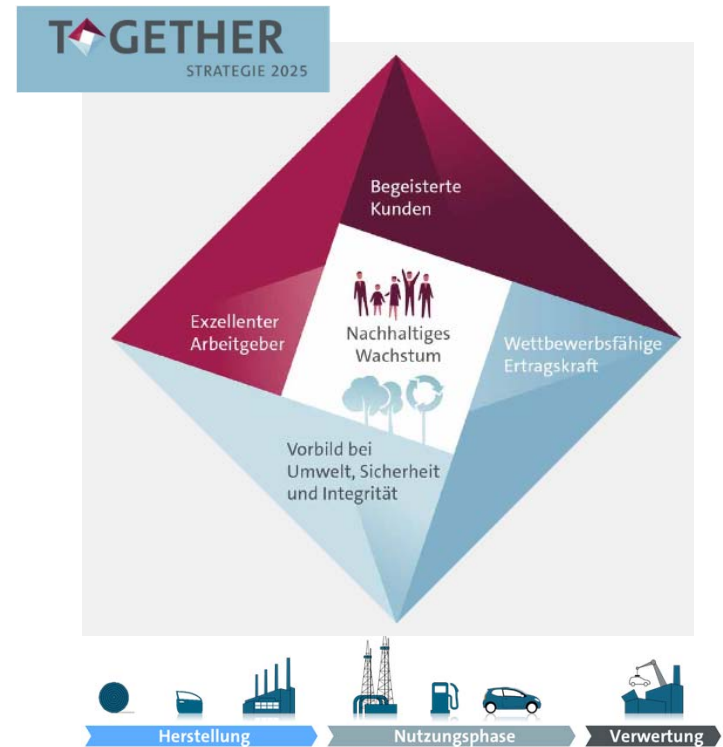 TOGETHER
STRATEGIE 2025
Begeisterte
Kunden
Exzellenter
Arbeitgeber
Nachhaltiges
Wachstum
Wettbewerbsfähige
Ertragskraft
Vorbild bei
Umwelt, Sicherheit
und Integrität
Herstellung
Nutzungsphase
Verwertung